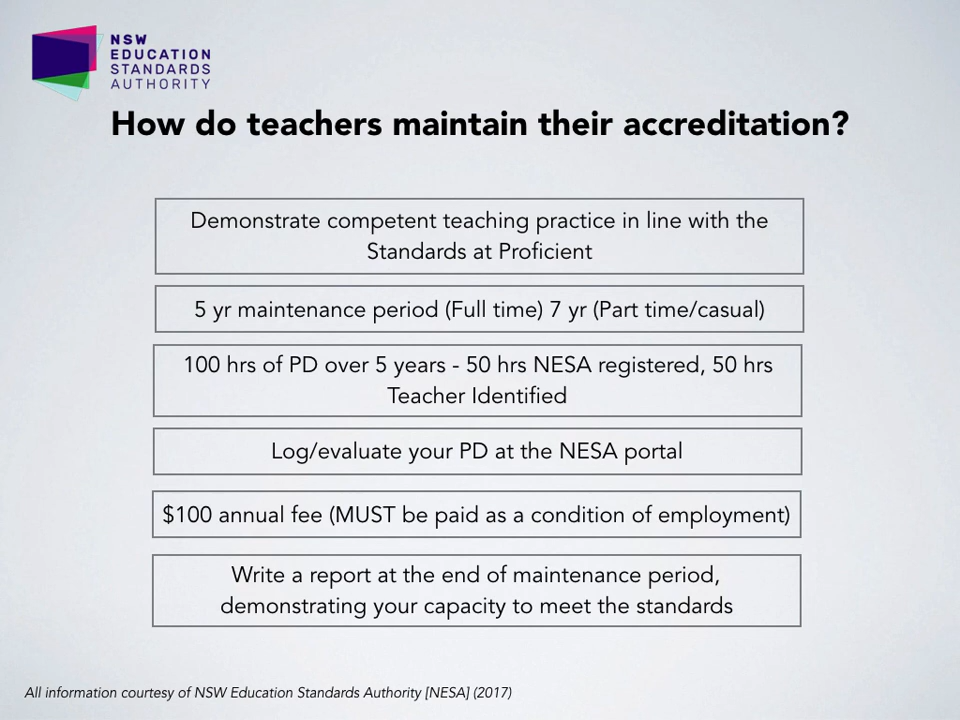 NSW
EDUCATION
STANDARDS
AUTHORITY
How do teachers maintain their accreditation?
Demonstrate competent teaching practice in line with the
Standards at Proficient
5 yr maintenance period (Full time) 7 yr (Part time/casual)
100 hrs of PD over 5 years - 50 hrs NESA registered, 50 hrs
Teacher Identified
Log/evaluate your PD at the NESA portal
$100 annual fee (MUST be paid as a condition of employment)
Write a report at the end of maintenance period,
demonstrating your capacity to meet the standards
All information courtesy of NSW Education Standards Authority [NESA] (2017)